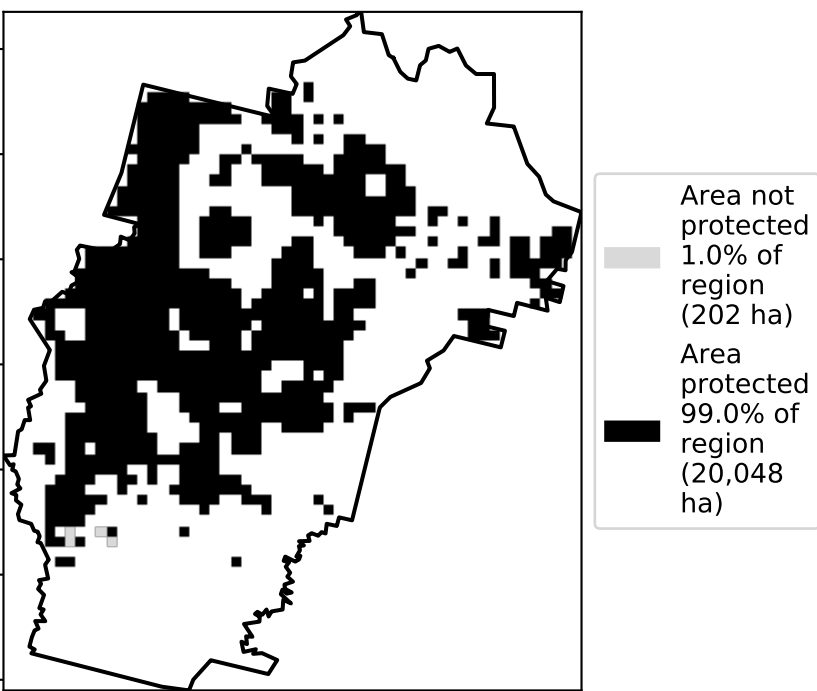 Area not
protected
1.0% of
region
(202 ha)
Area
protected
99.0% of
region
(20,048
ha)